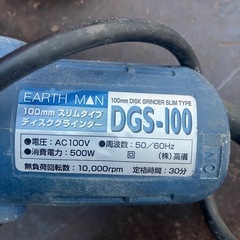 EARTH MAN
100mm スリムタイプ
ディスクグラインダー
100mm DISK GRINDER SLIM TYPE
DGS-100
●電圧：AC100V ●周波数：50／60Hz
●消費電力：500W 回 (株)高儀
無負荷回転数：10,000rpm 定格時間：30分
ON